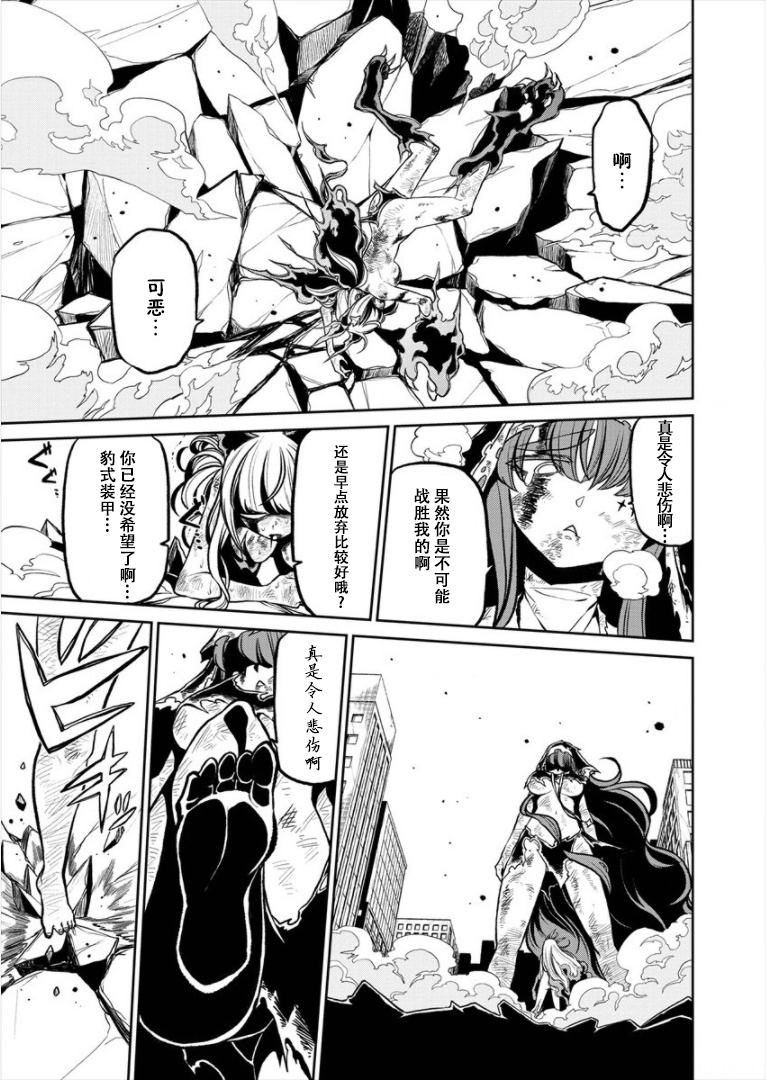 啊…
可恶…
真是令人悲伤啊…
果然你是不可能
战胜我的啊
还是早点放弃比较好哦？
你已经没希望了啊…
豹式装甲…
真是令人悲伤啊
ビキ